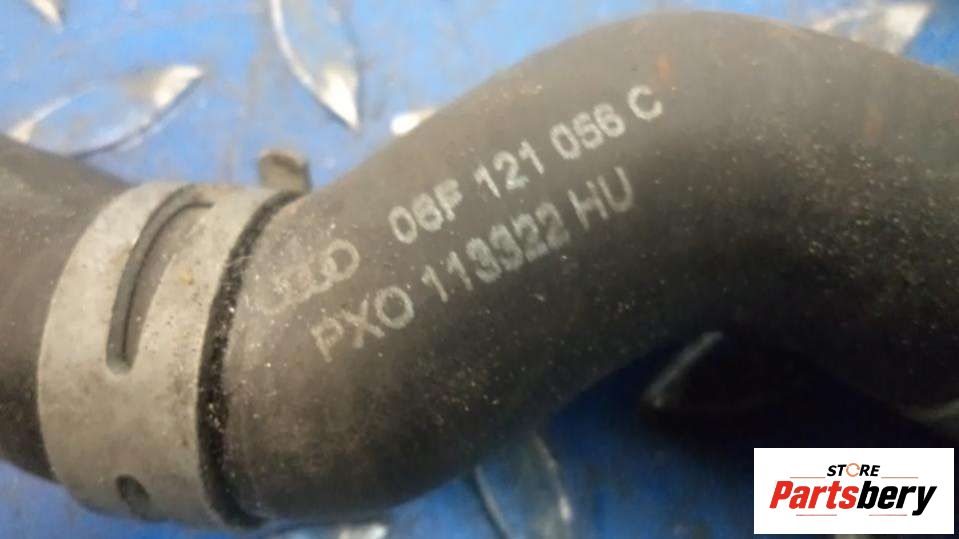 06F 121 056 C
PXO 113322 HU
STORE
Partsbery